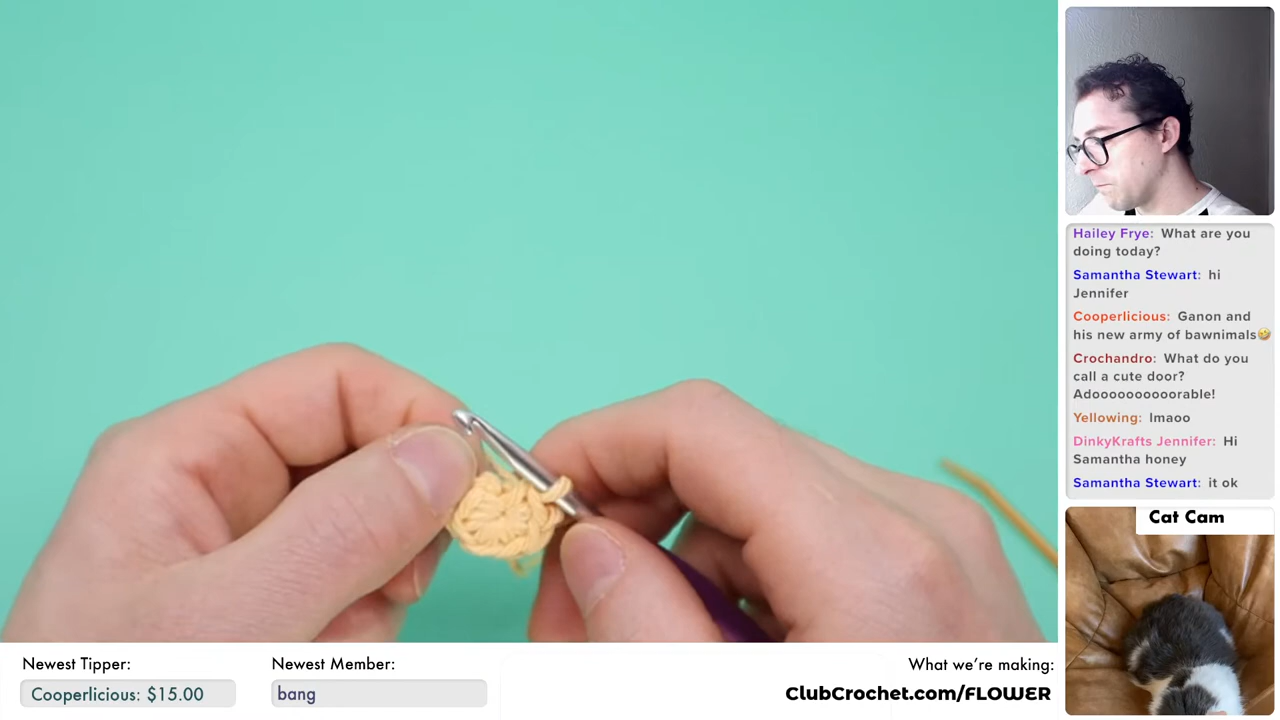 Hailey Frye: What are you
doing today?
Samantha Stewart: hi
Jennifer
Cooperlicious: Ganon and
his new army of bawnimals🤣
Crochandro: What do you
call a cute door?
Adooooooooorable!
Yellowing: lmaoo
DinkyKrafts Jennifer: Hi
Samantha honey
Samantha Stewart: it ok
Cat Cam
Newest Tipper:
Cooperlicious: $15.00
Newest Member:
bang
What we're making:
ClubCrochet.com/FLOWER